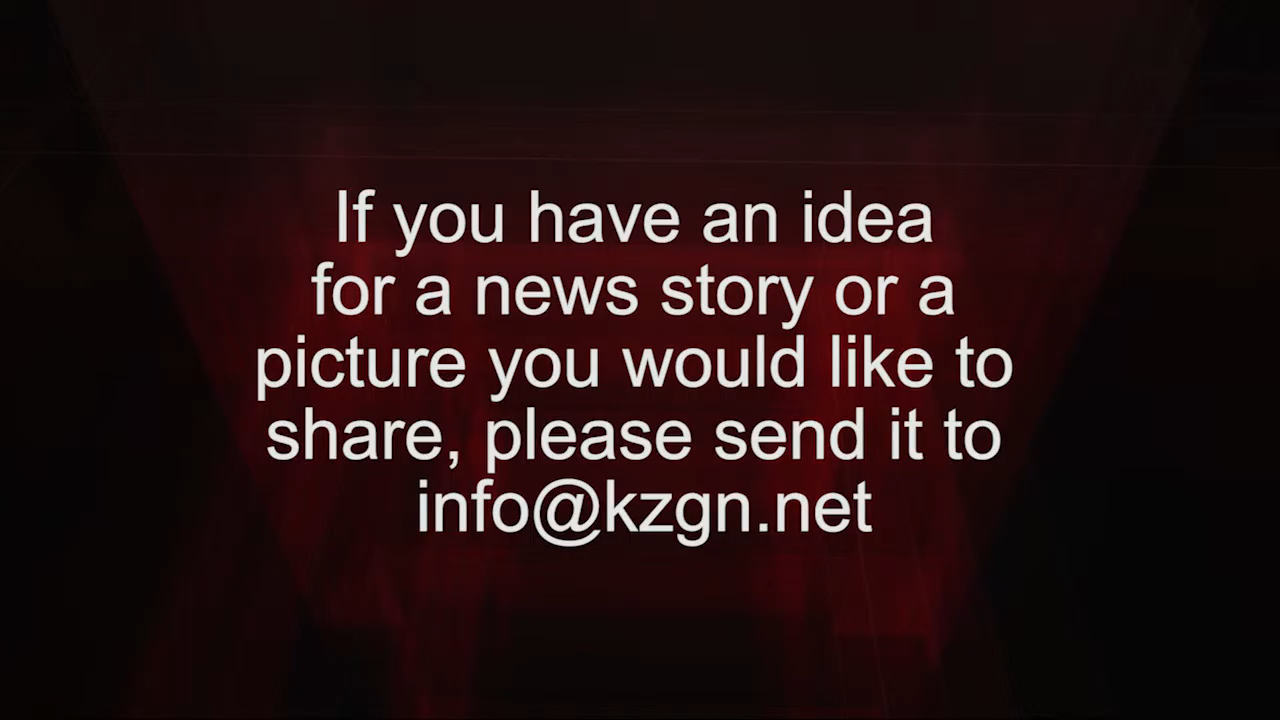 If you have an idea
for a news story or a
picture you would like to
share, please send it to
info@kzgn.net